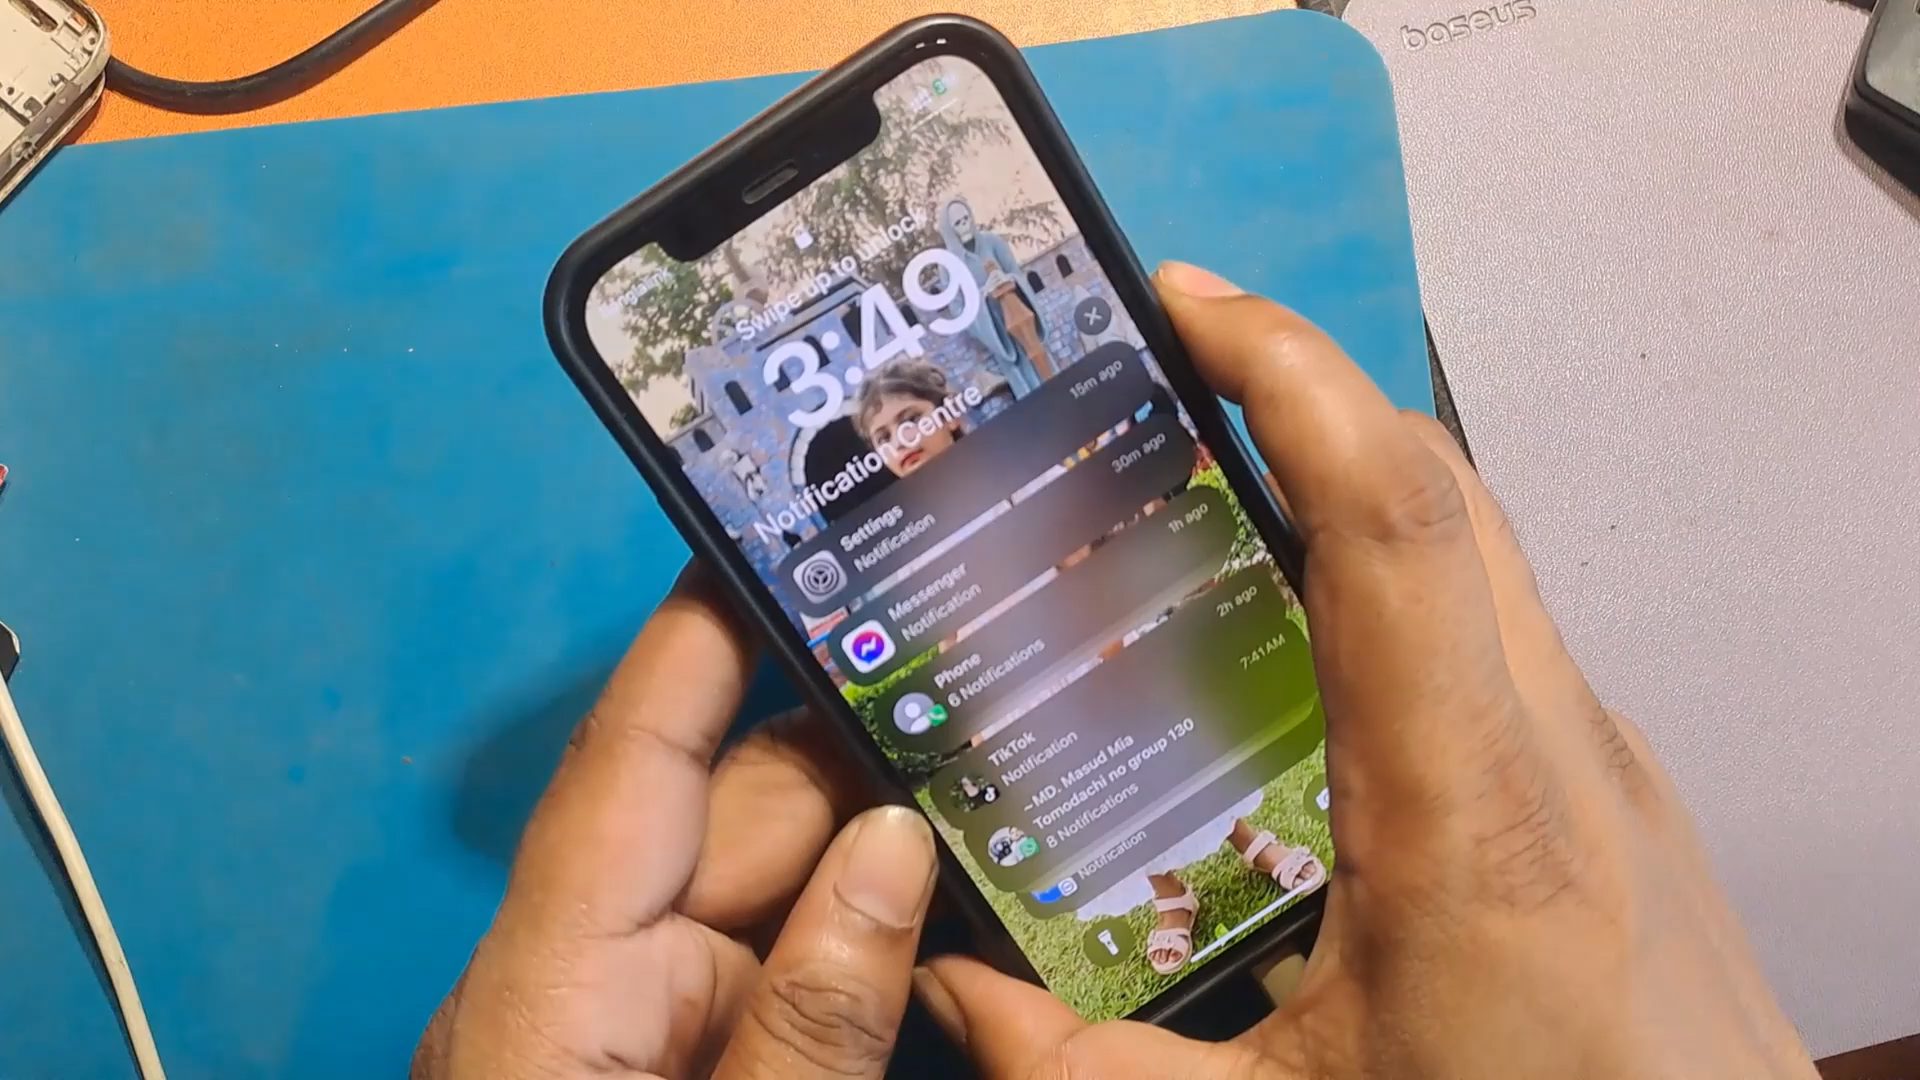 baseus
Swipe up to unlock
3:49
Notification Centre
Settings
15m ago
Notification
Messenger
30m ago
Notification
Phone
1h ago
6 Notifications
TikTok
2h ago
Notification
~ MD. Masud Mia
7:41 AM
Tomodachi no group 130
8 Notifications
Notification